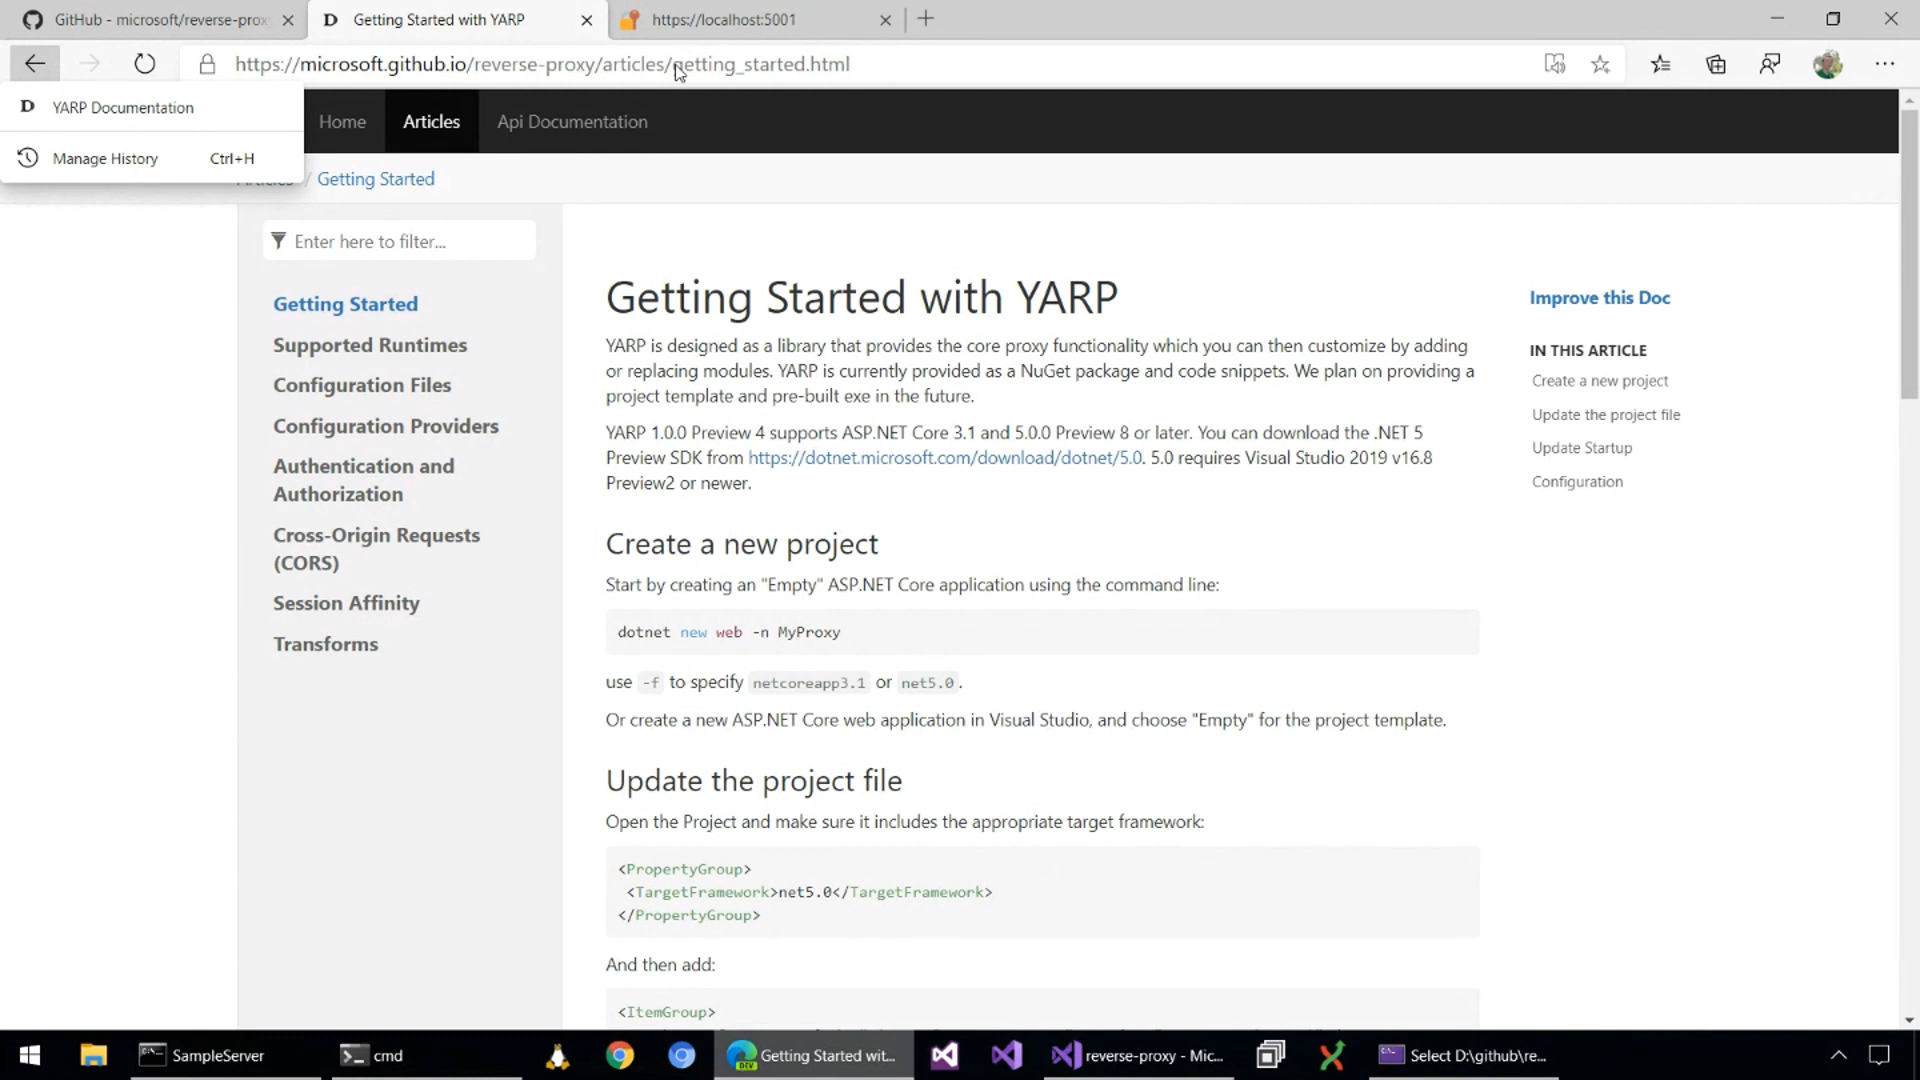 GitHub - microsoft/reverse-prox
Getting Started with YARP
https://localhost:5001
https://microsoft.github.io/reverse-proxy/articles/getting_started.html
YARP Documentation
Manage History Ctrl+H
Home
Articles
Api Documentation
Articles / Getting Started
Enter here to filter...
Getting Started
Supported Runtimes
Configuration Files
Configuration Providers
Authentication and
Authorization
Cross-Origin Requests
(CORS)
Session Affinity
Transforms
Getting Started with YARP
YARP is designed as a library that provides the core proxy functionality which you can then customize by adding
or replacing modules. YARP is currently provided as a NuGet package and code snippets. We plan on providing a
project template and pre-built exe in the future.
YARP 1.0.0 Preview 4 supports ASP.NET Core 3.1 and 5.0.0 Preview 8 or later. You can download the .NET 5
Preview SDK from https://dotnet.microsoft.com/download/dotnet/5.0. 5.0 requires Visual Studio 2019 v16.8
Preview2 or newer.
Create a new project
Start by creating an "Empty" ASP.NET Core application using the command line:
dotnet new web -n MyProxy
use -f to specify netcoreapp3.1 or net5.0.
Or create a new ASP.NET Core web application in Visual Studio, and choose "Empty" for the project template.
Update the project file
Open the Project and make sure it includes the appropriate target framework:
<PropertyGroup>
<TargetFramework>net5.0</TargetFramework>
</PropertyGroup>
And then add:
<ItemGroup>
Improve this Doc
IN THIS ARTICLE
Create a new project
Update the project file
Update Startup
Configuration
SampleServer
cmd
DEV
Getting Started wit...
reverse-proxy - Mic...
Select D:\github\re...